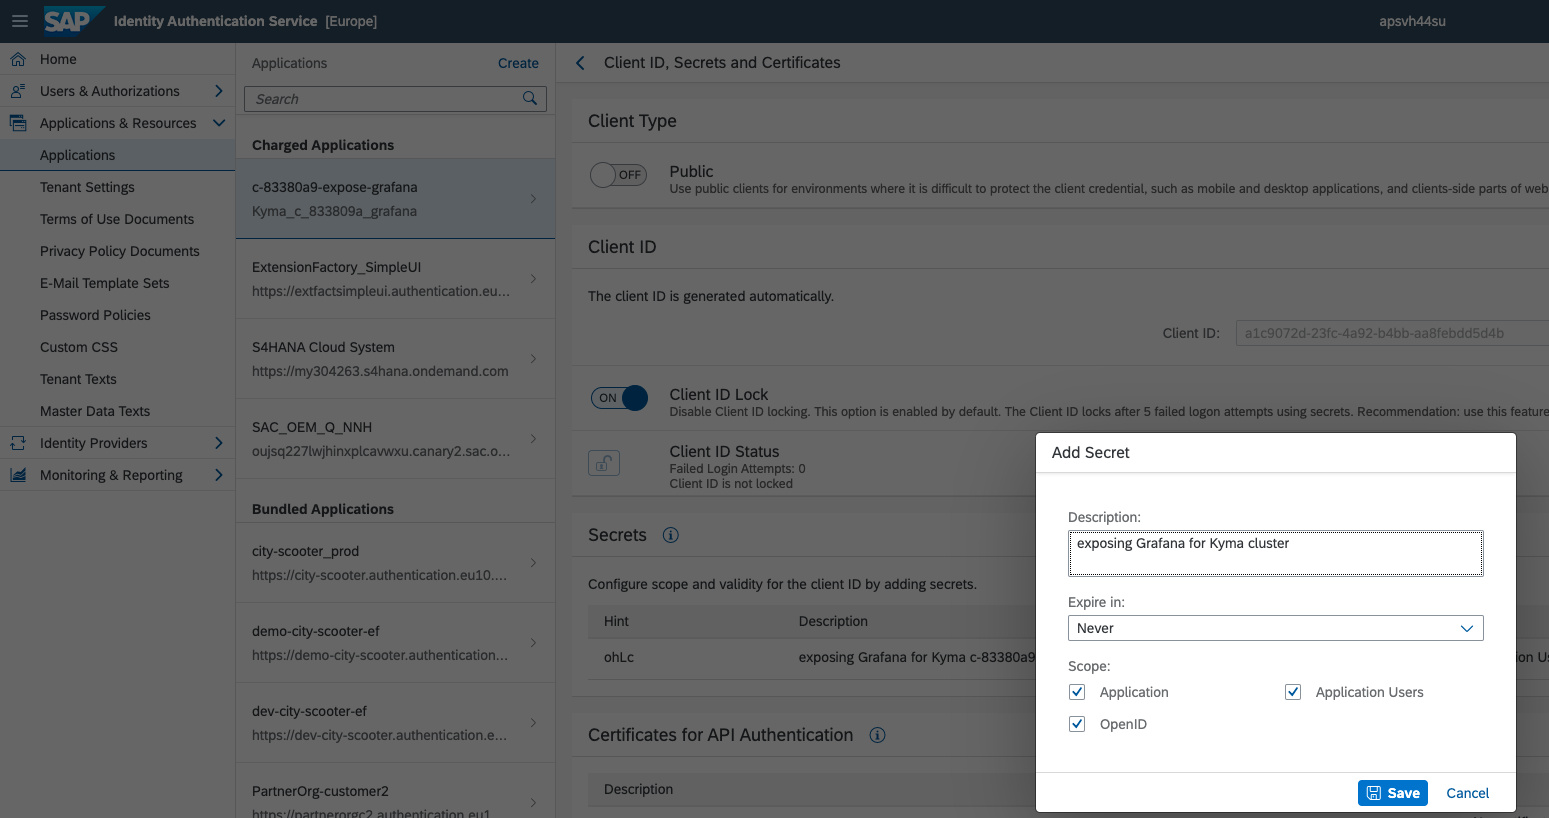 SAP Identity Authentication Service [Europe] apsvh44su
Home
Users & Authorizations
Applications & Resources
Applications
Tenant Settings
Terms of Use Documents
Privacy Policy Documents
E-Mail Template Sets
Password Policies
Custom CSS
Tenant Texts
Master Data Texts
Identity Providers
Monitoring & Reporting
Applications Create
Search
Charged Applications
c-83380a9-expose-grafana
Kyma_c_833809a_grafana
ExtensionFactory_SimpleUI
https://extfactsimpleui.authentication.eu...
S4HANA Cloud System
https://my304263.s4hana.ondemand.com
SAC_OEM_Q_NNH
oujsq227lwjhinxplcavwxu.canary2.sac.o...
Bundled Applications
city-scooter_prod
https://city-scooter.authentication.eu10....
demo-city-scooter-ef
https://demo-city-scooter.authentication...
dev-city-scooter-ef
https://dev-city-scooter.authentication.e...
PartnerOrg-customer2
https://partnerorgc2.authentication.eu1
Client ID, Secrets and Certificates
Client Type
OFF Public
Use public clients for environments where it is difficult to protect the client credential, such as mobile and desktop applications, and clients-side parts of web
Client ID
The client ID is generated automatically.
Client ID: a1c9072d-23fc-4a92-b4bb-aa8febdd5d4b
ON Client ID Lock
Disable Client ID locking. This option is enabled by default. The Client ID locks after 5 failed logon attempts using secrets. Recommendation: use this feature
Client ID Status
Failed Login Attempts: 0
Client ID is not locked
Secrets
Configure scope and validity for the client ID by adding secrets.
Hint Description
ohLc exposing Grafana for Kyma c-83380a9
Certificates for API Authentication
Description
Add Secret
Description:
exposing Grafana for Kyma cluster
Expire in:
Never
Scope:
Application Application Users
OpenID
Save Cancel